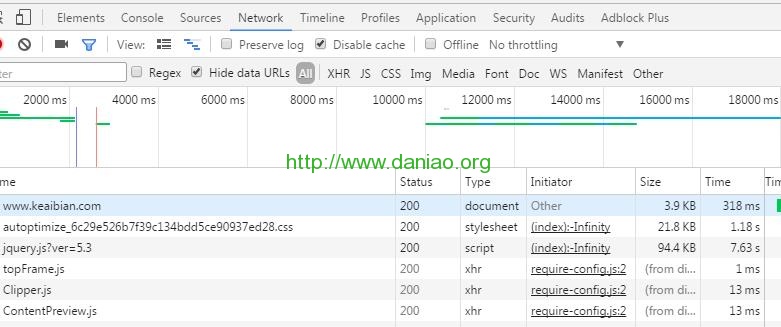 Elements Console Sources Network Timeline Profiles Application Security Audits Adblock Plus
View: Preserve log Disable cache Offline No throttling
Regex Hide data URLs All XHR JS CSS Img Media Font Doc WS Manifest Other
2000 ms 4000 ms 6000 ms 8000 ms 10000 ms 12000 ms 14000 ms 16000 ms 18000 ms
http://www.daniao.org
me Status Type Initiator Size Time Tim
www.keaibian.com 200 document Other 3.9 KB 318 ms
autoptimize_6c29e526b7f39c134bdd5ce90937ed28.css 200 stylesheet (index):-Infinity 21.8 KB 1.18 s
jquery.js?ver=5.3 200 script (index):-Infinity 94.4 KB 7.63 s
topFrame.js 200 xhr require-config.js:2 (from di... 1 ms
Clipper.js 200 xhr require-config.js:2 (from di... 13 ms
ContentPreview.js 200 xhr require-config.js:2 (from di... 13 ms